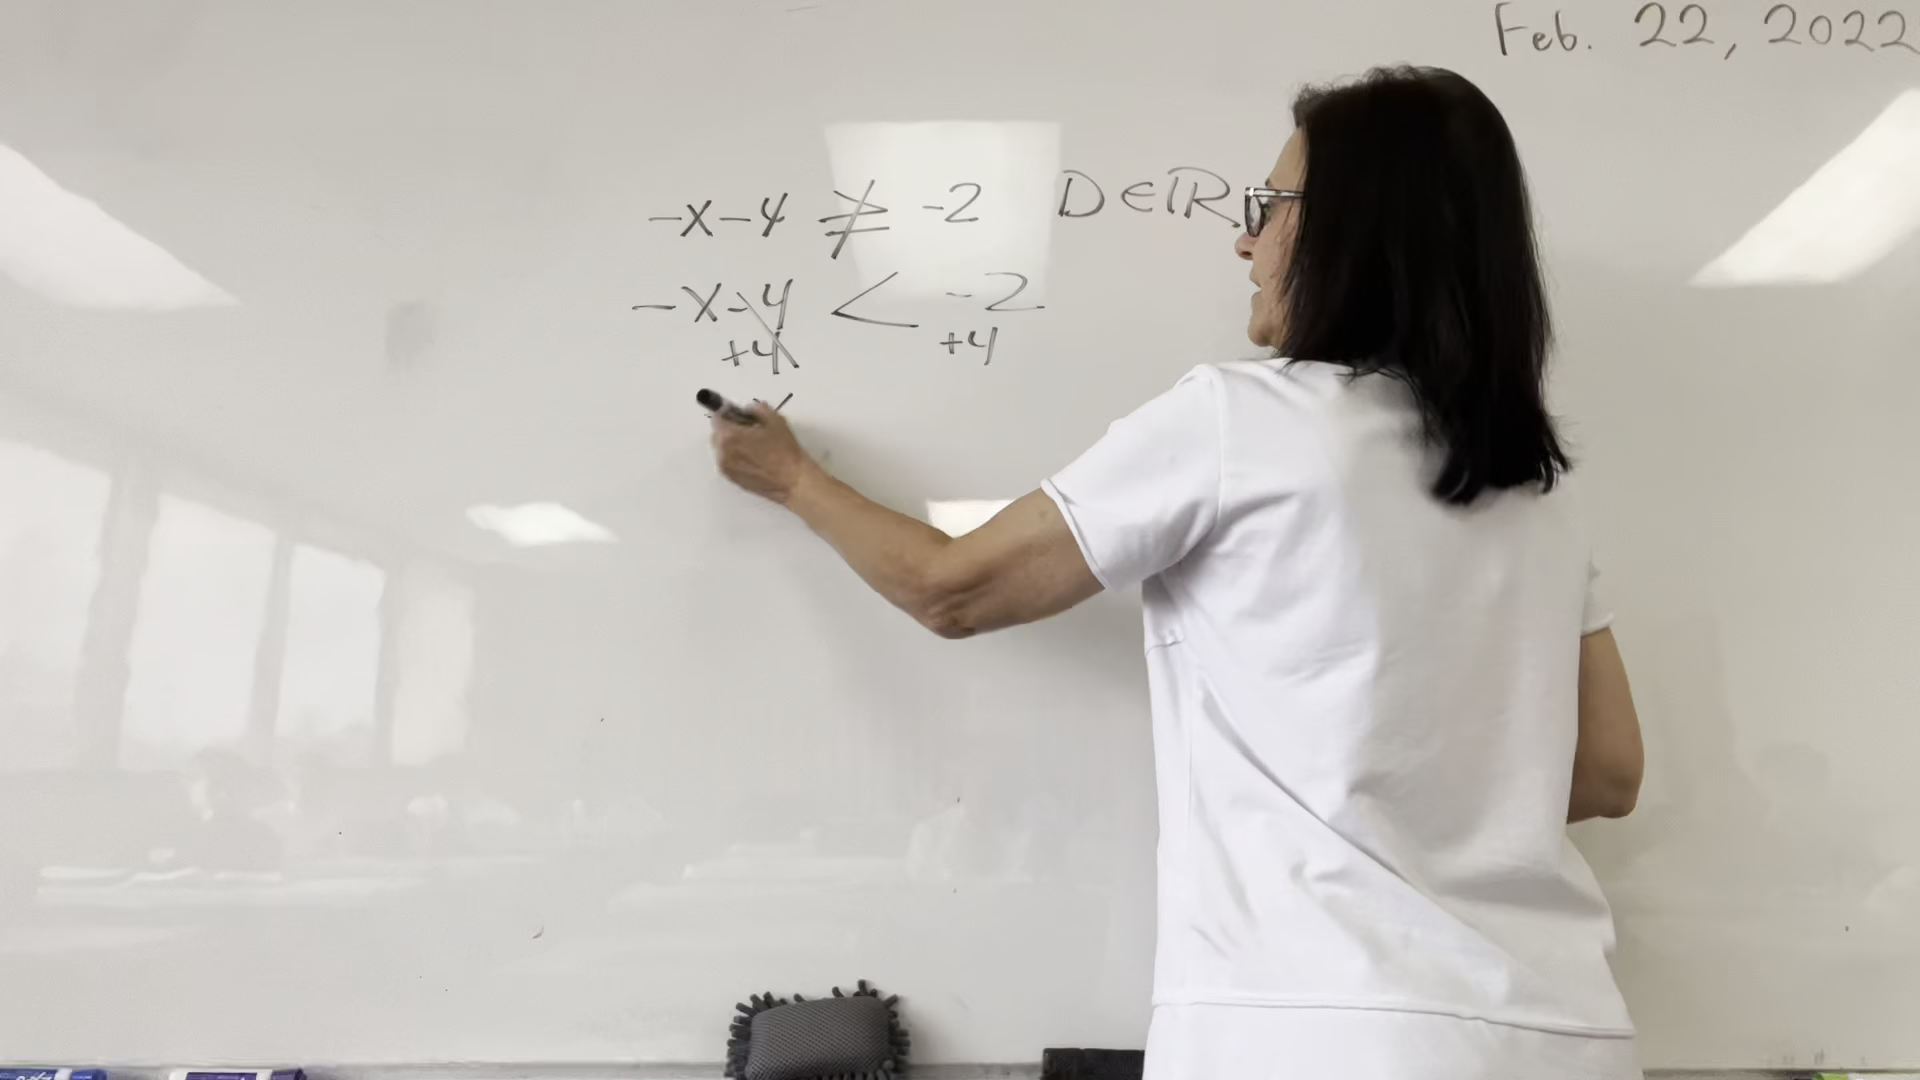 Feb. 22, 2022
-x-4 ≱ -2 D∈ℝ
-x-4 < -2
+4 +4
-x